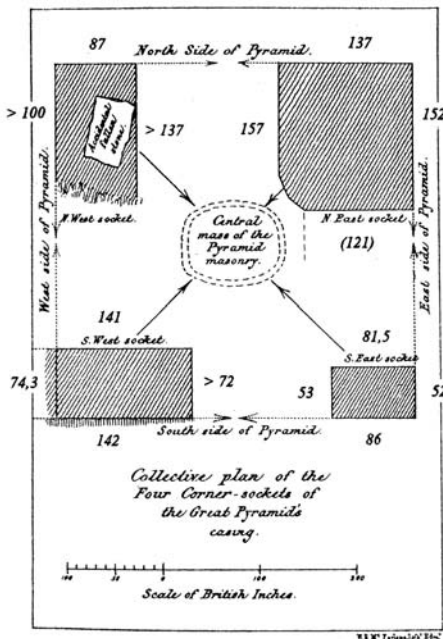 87
North Side of Pyramid.
137
> 100
Accidental
fallen
stone.
> 137
157
152
N. West socket.
N. East socket
(121)
West side of Pyramid.
Central
mass of the
Pyramid
masonry.
East side of Pyramid.
141
S. West socket
81,5
S. East socket
74,3
> 72
53
52
142
South side of Pyramid.
86
Collective plan of the
Four Corner-sockets of
the Great Pyramid's
casing.
100 50 0 100 200
Scale of British Inches.